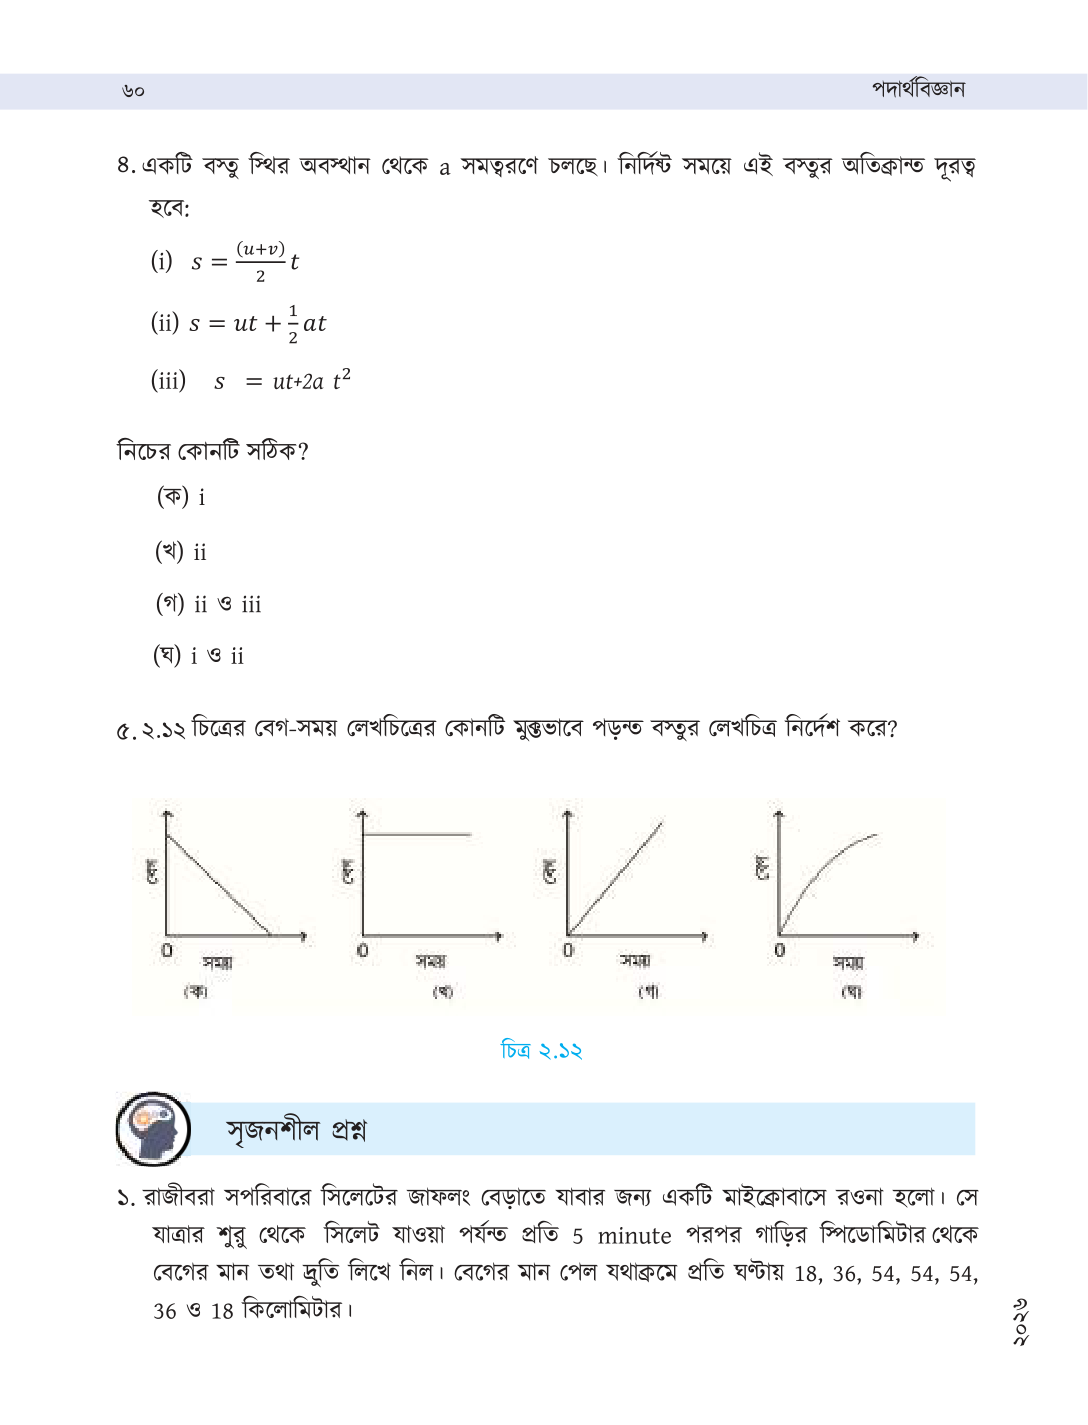 ৬০ পদার্থবিজ্ঞান
৪. একটি বস্তু স্থির অবস্থান থেকে a সমত্বরণে চলছে। নির্দিষ্ট সময়ে এই বস্তুর অতিক্রান্ত দূরত্ব
হবে:
(i) s = (u+v)/2 t
(ii) s = ut + 1/2 at
(iii) s = ut+2a t²
নিচের কোনটি সঠিক?
(ক) i
(খ) ii
(গ) ii ও iii
(ঘ) i ও ii
৫. ২.১২ চিত্রের বেগ-সময় লেখচিত্রের কোনটি মুক্তভাবে পড়ন্ত বস্তুর লেখচিত্র নির্দেশ করে?
বেগ বেগ বেগ বেগ
0 0 0 0
সময় সময় সময় সময়
(ক) (খ) (গ) (ঘ)
চিত্র ২.১২
সৃজনশীল প্রশ্ন
১. রাজীবরা সপরিবারে সিলেটের জাফলং বেড়াতে যাবার জন্য একটি মাইক্রোবাসে রওনা হলো। সে
যাত্রার শুরু থেকে সিলেট যাওয়া পর্যন্ত প্রতি 5 minute পরপর গাড়ির স্পিডোমিটার থেকে
বেগের মান তথা দ্রুতি লিখে নিল। বেগের মান পেল যথাক্রমে প্রতি ঘণ্টায় 18, 36, 54, 54, 54,
36 ও 18 কিলোমিটার।
২০২৬